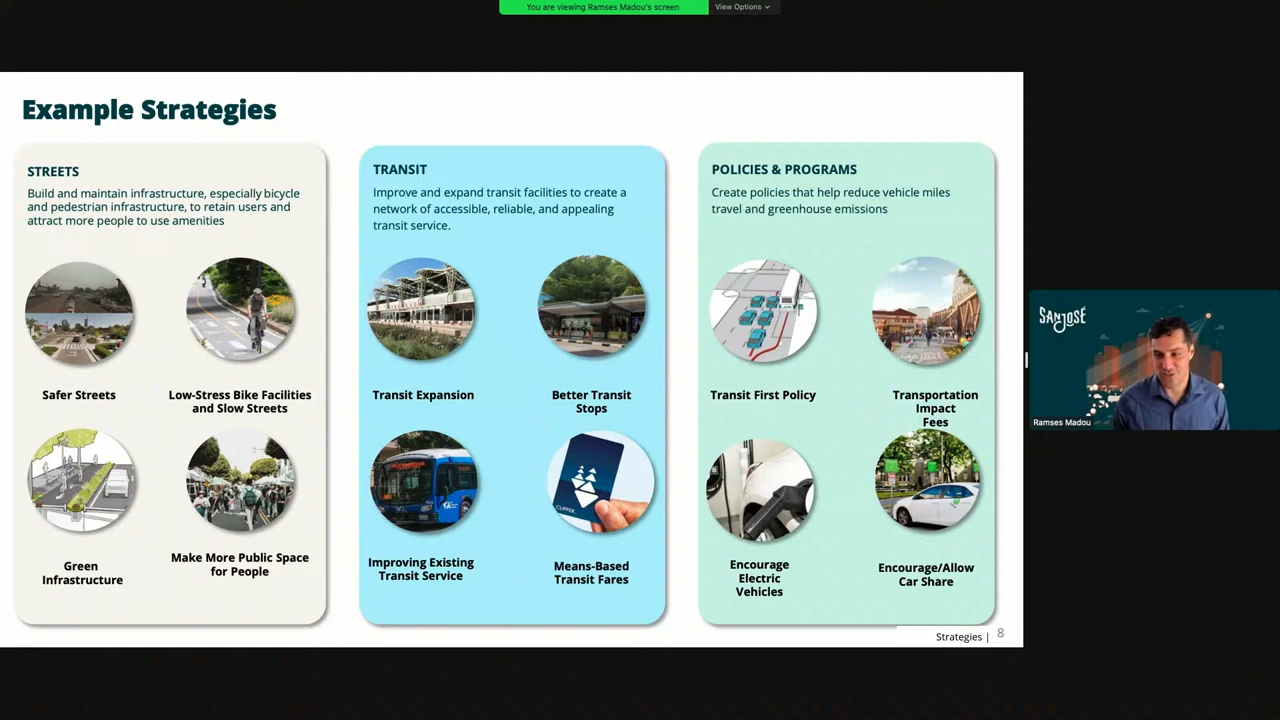 You are viewing Ramses Madou's screen
View Options
Example Strategies
STREETS
Build and maintain infrastructure, especially bicycle
and pedestrian infrastructure, to retain users and
attract more people to use amenities
Safer Streets
Low-Stress Bike Facilities
and Slow Streets
Green
Infrastructure
Make More Public Space
for People
TRANSIT
Improve and expand transit facilities to create a
network of accessible, reliable, and appealing
transit service.
Transit Expansion
Better Transit
Stops
CLIPPER
Improving Existing
Transit Service
Means-Based
Transit Fares
POLICIES & PROGRAMS
Create policies that help reduce vehicle miles
travel and greenhouse emissions
Transit First Policy
Transportation
Impact
Fees
Encourage
Electric
Vehicles
Encourage/Allow
Car Share
Strategies |
8
SAN JOSÉ
Ramses Madou